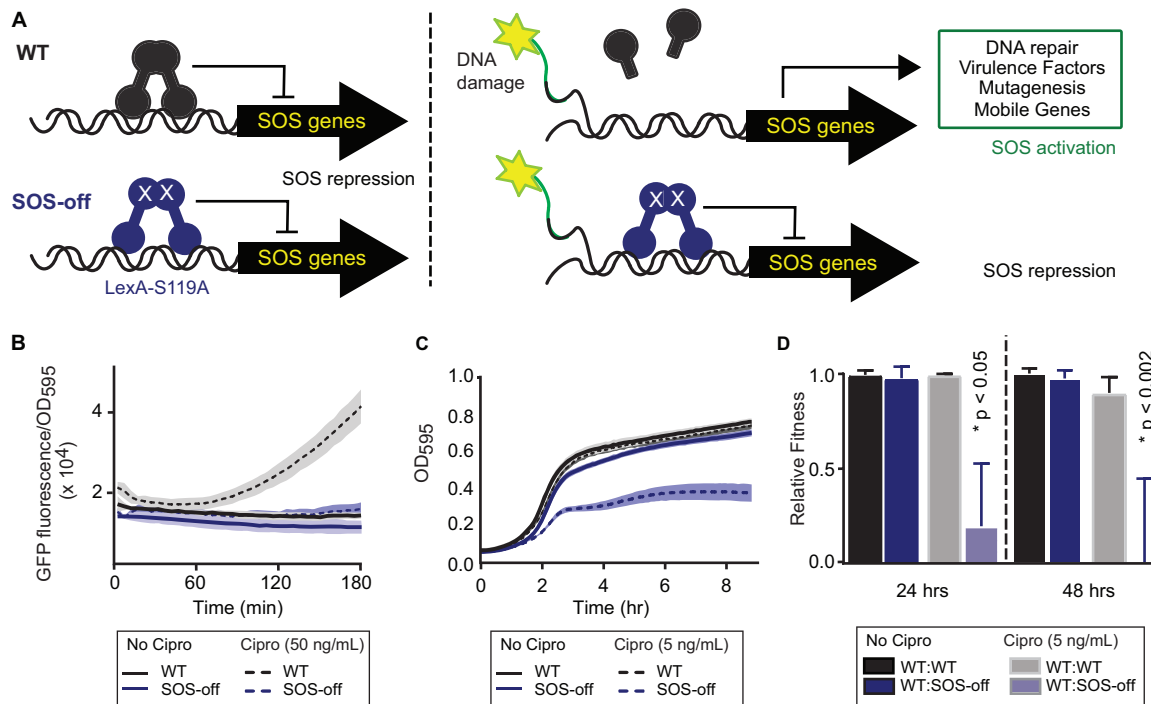 A
WT
SOS genes
SOS repression
SOS-off
X X
SOS genes
LexA-S119A
DNA
damage
SOS genes
DNA repair
Virulence Factors
Mutagenesis
Mobile Genes
SOS activation
X X
SOS genes
SOS repression
B
GFP fluorescence/OD595
(x 10⁴)
4
2
0
60
120
180
Time (min)
No Cipro
Cipro (50 ng/mL)
WT
WT
SOS-off
SOS-off
C
OD595
1.0
0.8
0.6
0.4
0.2
0.0
0
2
4
6
8
Time (hr)
No Cipro
Cipro (5 ng/mL)
WT
WT
SOS-off
SOS-off
D
Relative Fitness
1.0
0.5
0.0
* p < 0.05
* p < 0.002
24 hrs
48 hrs
No Cipro
Cipro (5 ng/mL)
WT:WT
WT:WT
WT:SOS-off
WT:SOS-off